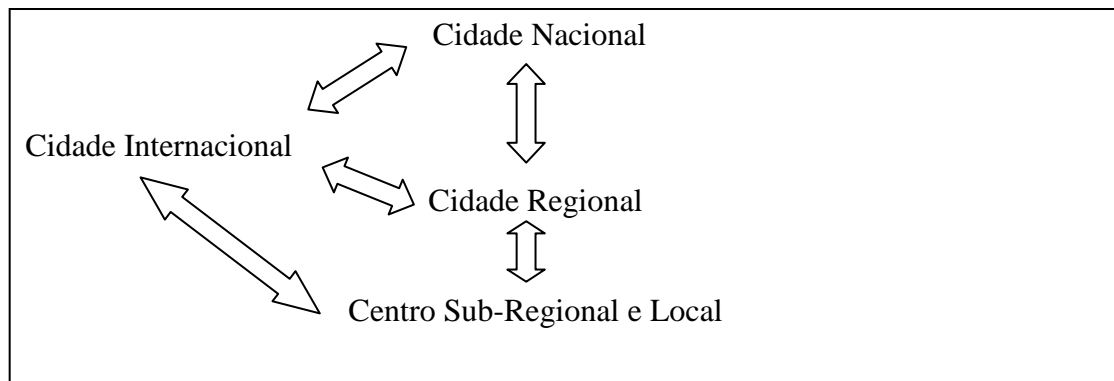 Cidade Nacional
Cidade Internacional
Cidade Regional
Centro Sub-Regional e Local